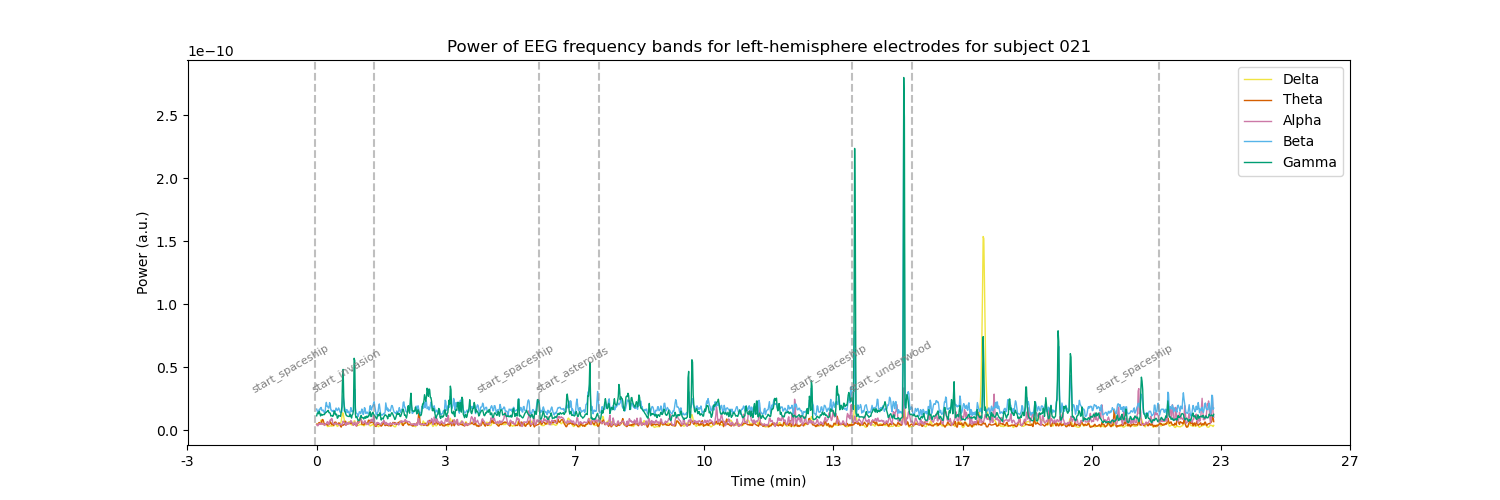 Power of EEG frequency bands for left-hemisphere electrodes for subject 021
1e−10
Delta
Theta
Alpha
Beta
Gamma
2.5
2.0
1.5
1.0
0.5
0.0
Power (a.u.)
start_spaceship
start_invasion
start_spaceship
start_asteroids
start_spaceship
start_underwood
start_spaceship
-3 0 3 7 10 13 17 20 23 27
Time (min)